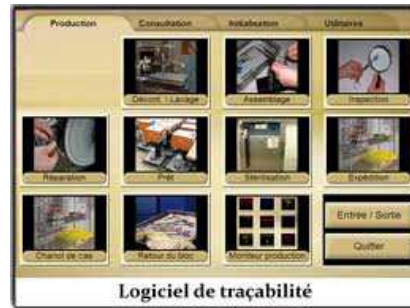 Production Consultation Initialisation Utilitaires
Décont. / Lavage Assemblage Inspection
Réparation Prêt Stérilisation Expédition
Entrée / Sortie
Chariot de cas Retour du bloc Moniteur production Quitter
Logiciel de traçabilité